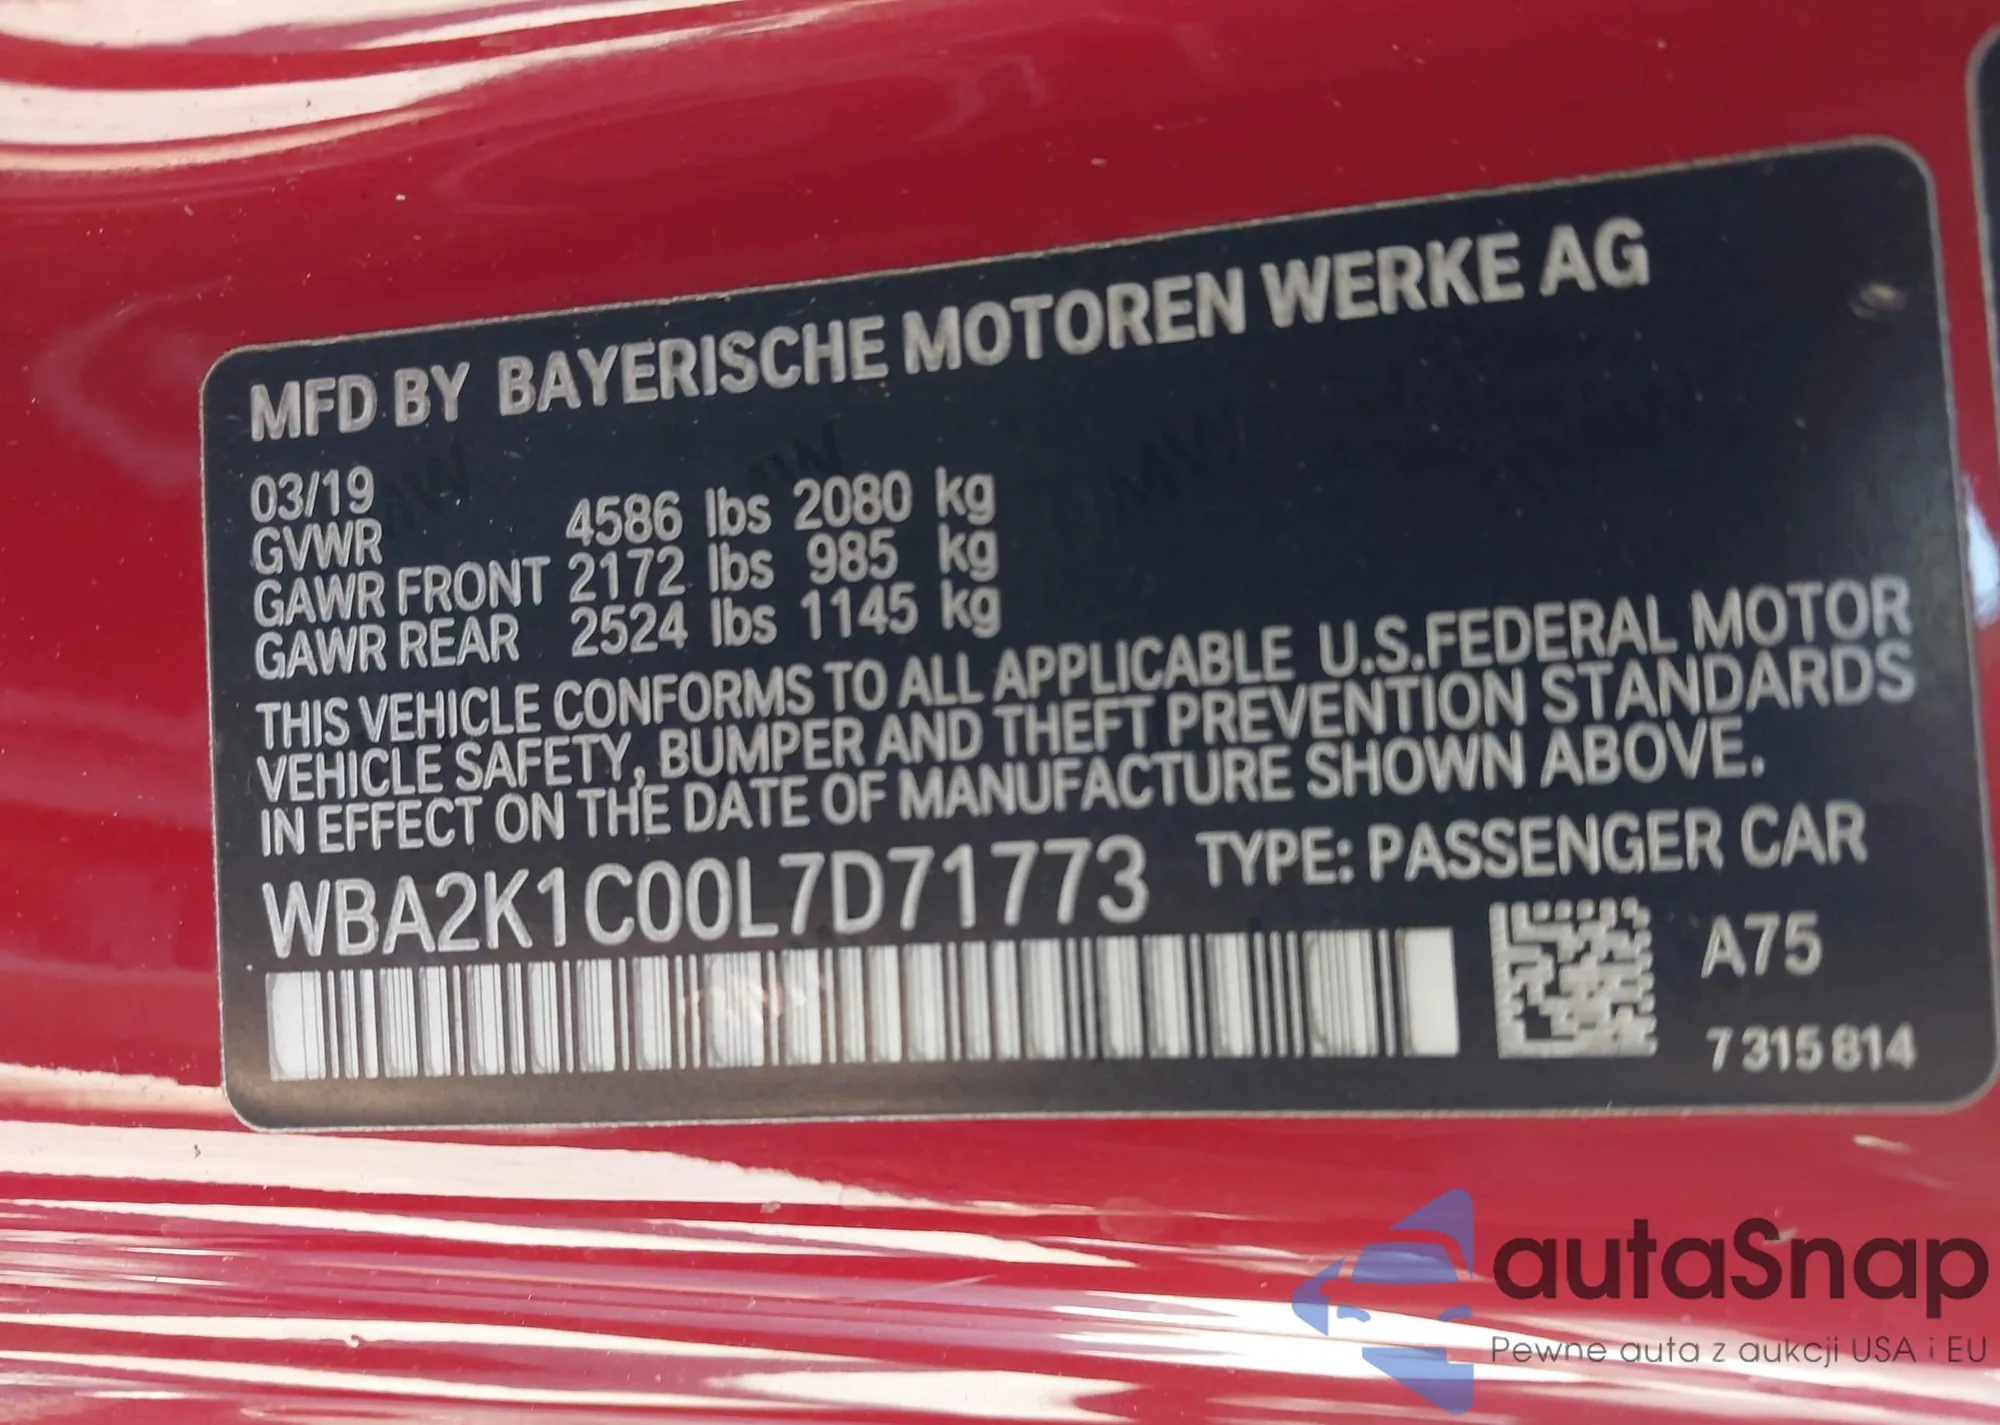 MFD BY BAYERISCHE MOTOREN WERKE AG
03/19
GVWR 4586 lbs 2080 kg
GAWR FRONT 2172 lbs 985 kg
GAWR REAR 2524 lbs 1145 kg
THIS VEHICLE CONFORMS TO ALL APPLICABLE U.S.FEDERAL MOTOR
VEHICLE SAFETY, BUMPER AND THEFT PREVENTION STANDARDS
IN EFFECT ON THE DATE OF MANUFACTURE SHOWN ABOVE.
WBA2K1C00L7D71773 TYPE: PASSENGER CAR
A75
7 315 814
autaSnap
Pewne auta z aukcji USA i EU